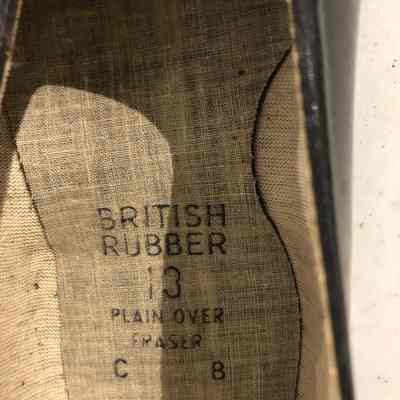 BRITISH
RUBBER
13
PLAIN OVER
FRASER
C B